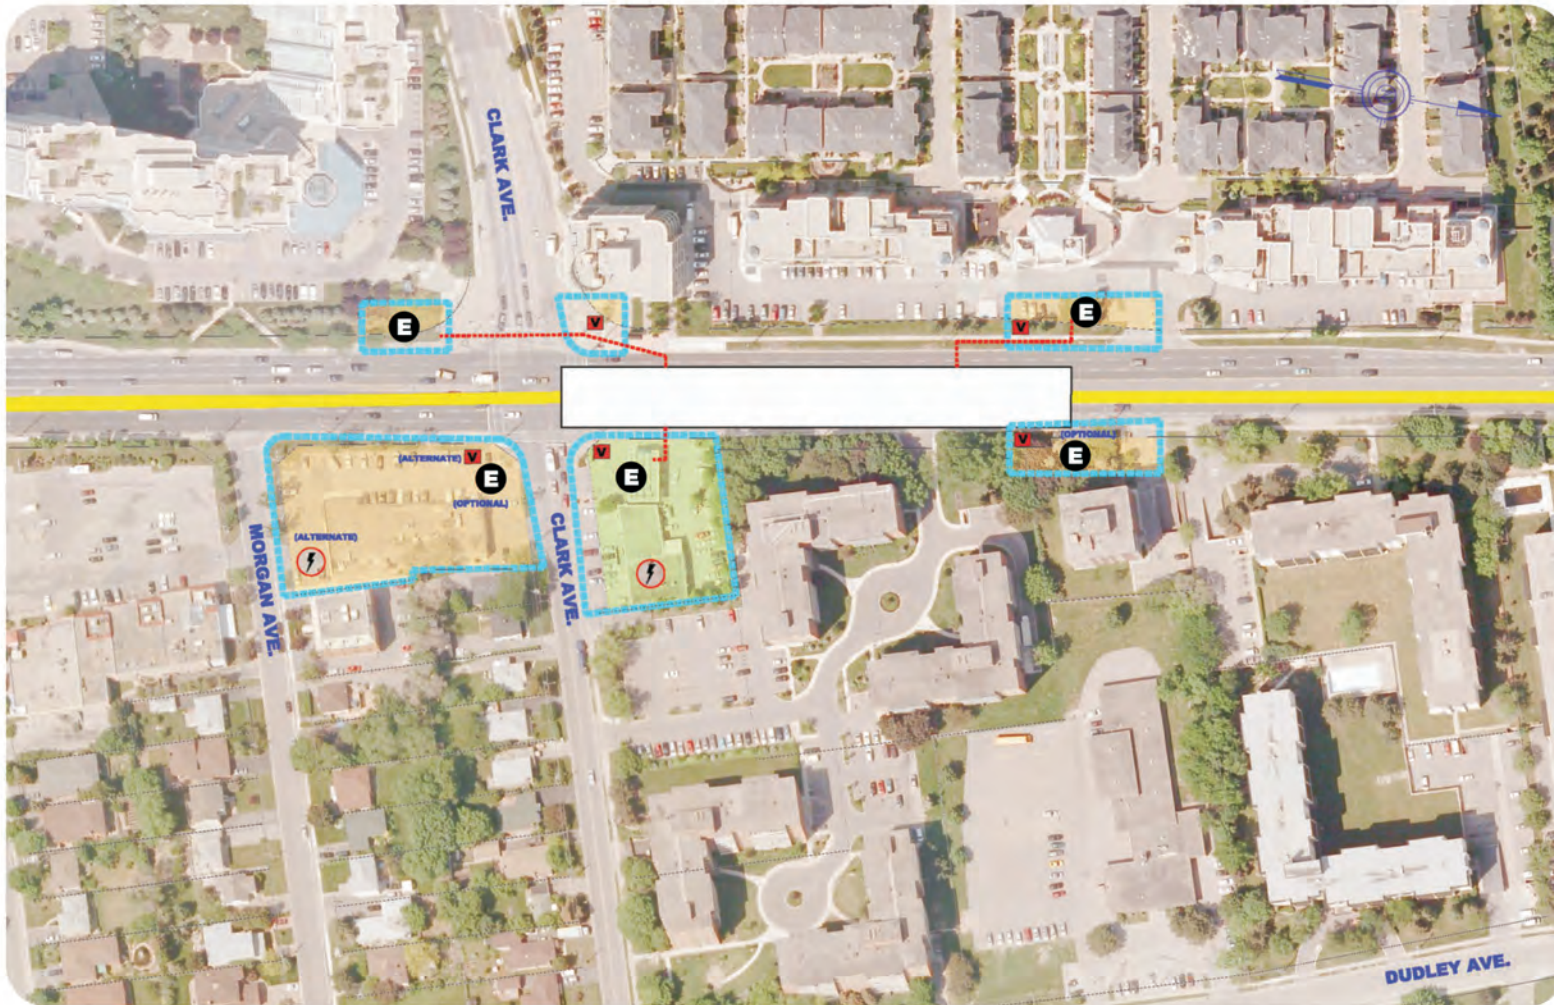 CLARK AVE.
E
V
V
E
V
(OPTIONAL)
E
(ALTERNATE)
V
E
(OPTIONAL)
(ALTERNATE)
V
E
MORGAN AVE.
CLARK AVE.
DUDLEY AVE.